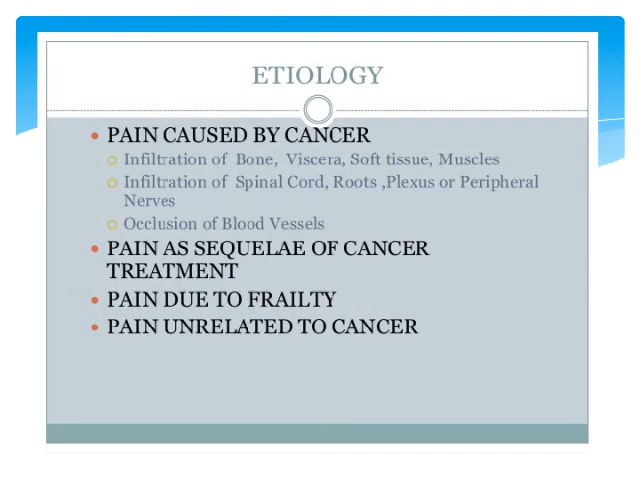 ETIOLOGY
PAIN CAUSED BY CANCER
Infiltration of Bone, Viscera, Soft tissue, Muscles
Infiltration of Spinal Cord, Roots ,Plexus or Peripheral
Nerves
Occlusion of Blood Vessels
PAIN AS SEQUELAE OF CANCER
TREATMENT
PAIN DUE TO FRAILTY
PAIN UNRELATED TO CANCER